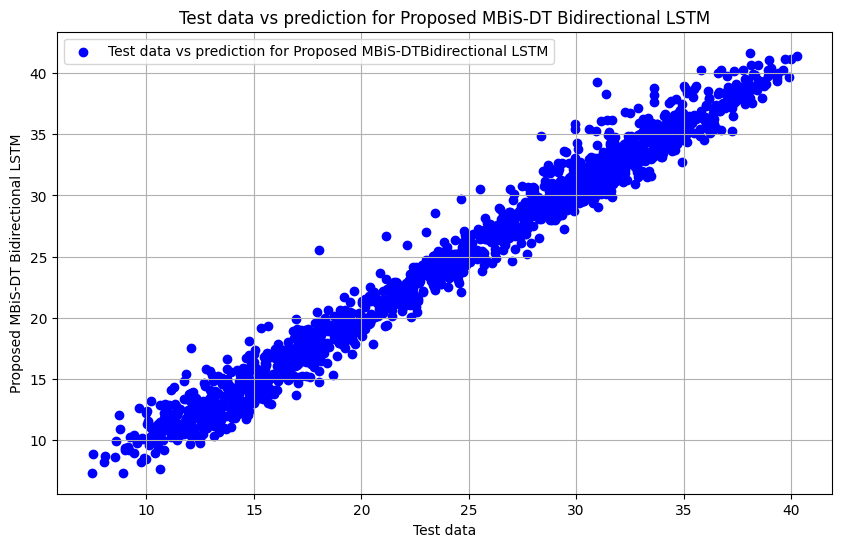 Test data vs prediction for Proposed MBiS-DT Bidirectional LSTM
Test data vs prediction for Proposed MBiS-DTBidirectional LSTM
Proposed MBiS-DT Bidirectional LSTM
40
35
30
25
20
15
10
10 15 20 25 30 35 40
Test data